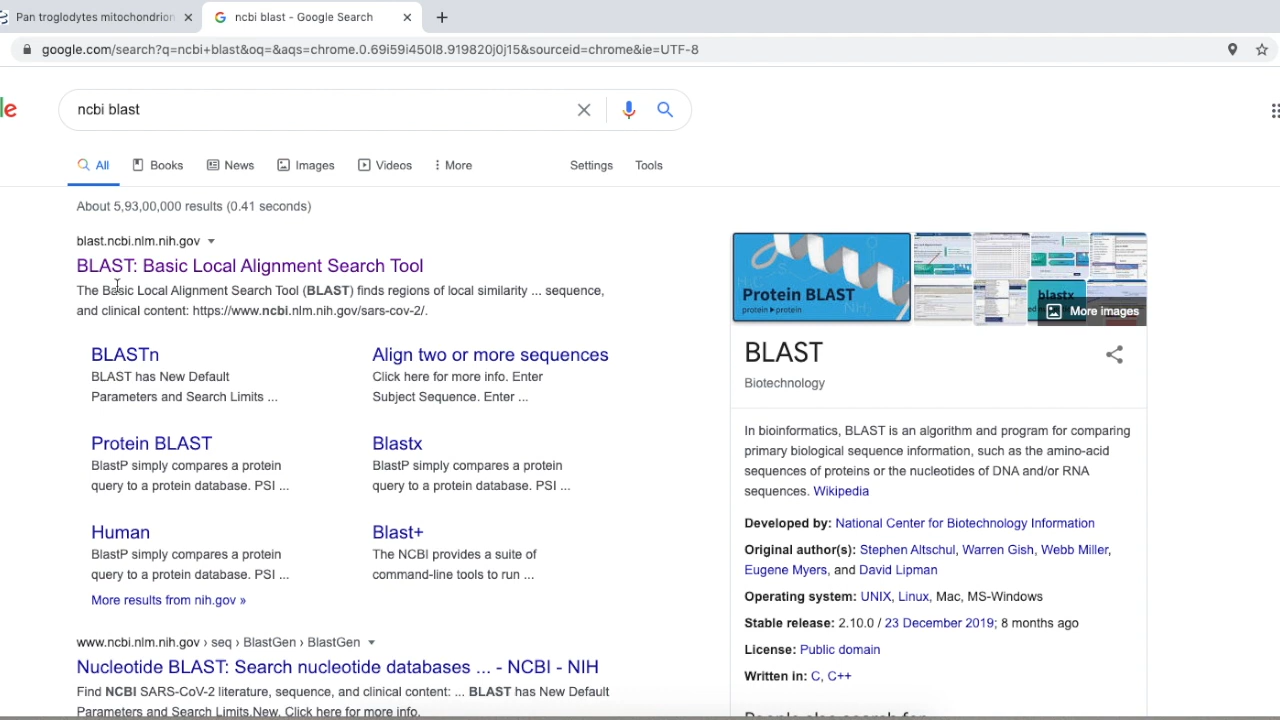 Pan troglodytes mitochondrion
ncbi blast - Google Search
google.com/search?q=ncbi+blast&oq=&aqs=chrome.0.69i59i450l8.919820j0j15&sourceid=chrome&ie=UTF-8
le
ncbi blast
All Books News Images Videos More Settings Tools
About 5,93,00,000 results (0.41 seconds)
blast.ncbi.nlm.nih.gov
BLAST: Basic Local Alignment Search Tool
The Basic Local Alignment Search Tool (BLAST) finds regions of local similarity ... sequence,
and clinical content: https://www.ncbi.nlm.nih.gov/sars-cov-2/.
BLASTn
BLAST has New Default
Parameters and Search Limits ...
Align two or more sequences
Click here for more info. Enter
Subject Sequence. Enter ...
Protein BLAST
BlastP simply compares a protein
query to a protein database. PSI ...
Blastx
BlastP simply compares a protein
query to a protein database. PSI ...
Human
BlastP simply compares a protein
query to a protein database. PSI ...
Blast+
The NCBI provides a suite of
command-line tools to run ...
More results from nih.gov »
www.ncbi.nlm.nih.gov › seq › BlastGen › BlastGen
Nucleotide BLAST: Search nucleotide databases ... - NCBI - NIH
Find NCBI SARS-CoV-2 literature, sequence, and clinical content: ... BLAST has New Default
Parameters and Search Limits.New. Click here for more info.
Protein BLAST
protein ▸ protein
NIH
blastx
More images
BLAST
Biotechnology
In bioinformatics, BLAST is an algorithm and program for comparing
primary biological sequence information, such as the amino-acid
sequences of proteins or the nucleotides of DNA and/or RNA
sequences. Wikipedia
Developed by: National Center for Biotechnology Information
Original author(s): Stephen Altschul, Warren Gish, Webb Miller,
Eugene Myers, and David Lipman
Operating system: UNIX, Linux, Mac, MS-Windows
Stable release: 2.10.0 / 23 December 2019; 8 months ago
License: Public domain
Written in: C, C++
People also search for